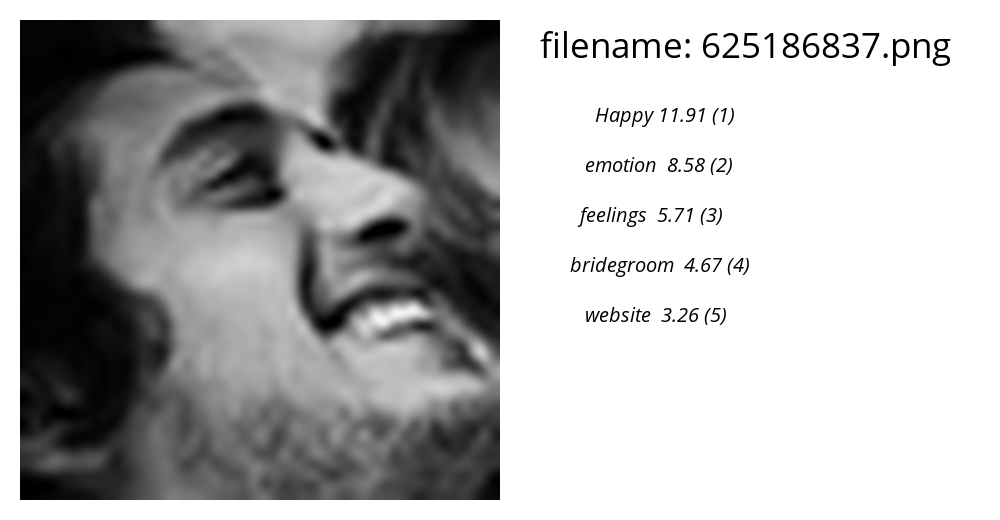 filename: 625186837.png
Happy 11.91 (1)
emotion 8.58 (2)
feelings 5.71 (3)
bridegroom 4.67 (4)
website 3.26 (5)